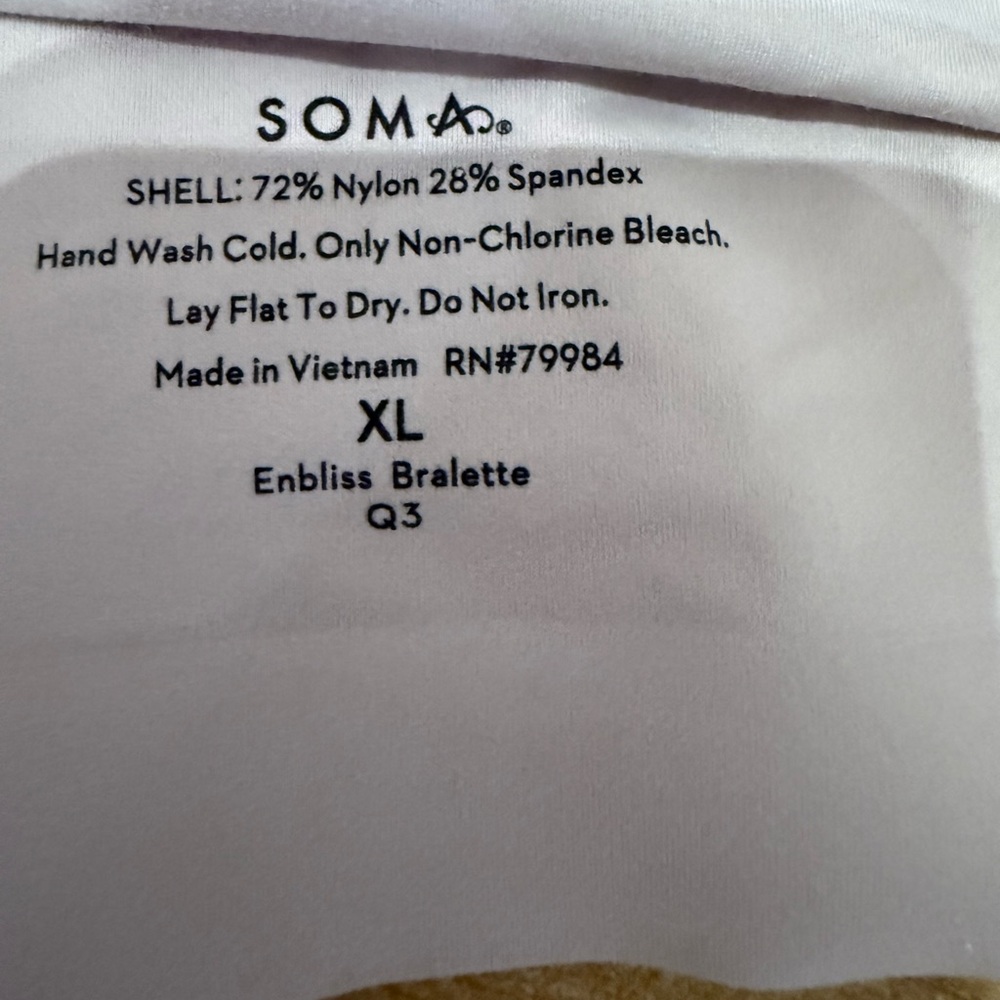 SOMA®
SHELL: 72% Nylon 28% Spandex
Hand Wash Cold. Only Non-Chlorine Bleach.
Lay Flat To Dry. Do Not Iron.
Made in Vietnam RN#79984
XL
Enbliss Bralette
Q3